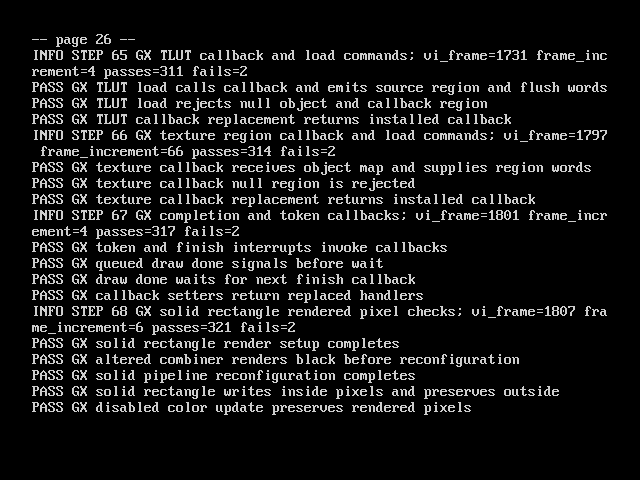 -- page 26 --
INFO STEP 65 GX TLUT callback and load commands; vi_frame=1731 frame_inc
rement=4 passes=311 fails=2
PASS GX TLUT load calls callback and emits source region and flush words
PASS GX TLUT load rejects null object and callback region
PASS GX TLUT callback replacement returns installed callback
INFO STEP 66 GX texture region callback and load commands; vi_frame=1797
 frame_increment=66 passes=314 fails=2
PASS GX texture callback receives object map and supplies region words
PASS GX texture callback null region is rejected
PASS GX texture callback replacement returns installed callback
INFO STEP 67 GX completion and token callbacks; vi_frame=1801 frame_incr
ement=4 passes=317 fails=2
PASS GX token and finish interrupts invoke callbacks
PASS GX queued draw done signals before wait
PASS GX draw done waits for next finish callback
PASS GX callback setters return replaced handlers
INFO STEP 68 GX solid rectangle rendered pixel checks; vi_frame=1807 fra
me_increment=6 passes=321 fails=2
PASS GX solid rectangle render setup completes
PASS GX altered combiner renders black before reconfiguration
PASS GX solid pipeline reconfiguration completes
PASS GX solid rectangle writes inside pixels and preserves outside
PASS GX disabled color update preserves rendered pixels